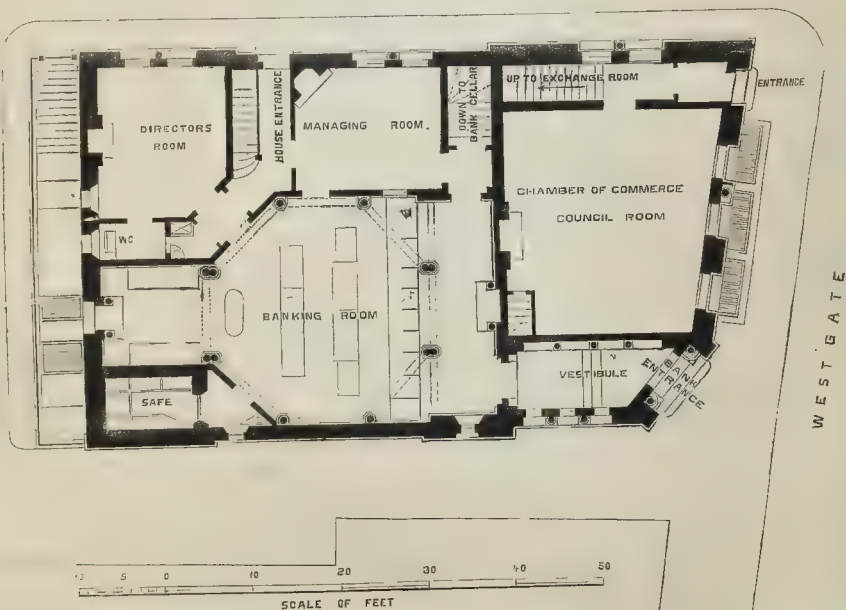 UP TO EXCHANGE ROOM
ENTRANCE
DIRECTORS
ROOM
HOUSE ENTRANCE
MANAGING ROOM.
DOWN TO
BANK CELLAR
CHAMBER OF COMMERCE
COUNCIL ROOM
WC
BANKING ROOM
SAFE
VESTIBULE
BANK
ENTRANCE
WESTGATE
10 5 0 10 20 30 40 50
SCALE OF FEET